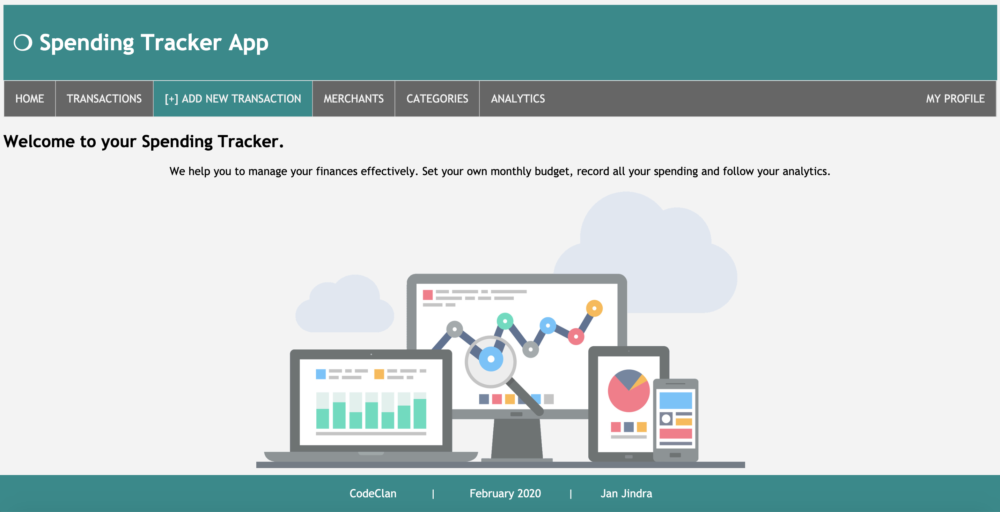 ❍ Spending Tracker App
HOME TRANSACTIONS [+] ADD NEW TRANSACTION MERCHANTS CATEGORIES ANALYTICS MY PROFILE
Welcome to your Spending Tracker.
We help you to manage your finances effectively. Set your own monthly budget, record all your spending and follow your analytics.
CodeClan | February 2020 | Jan Jindra